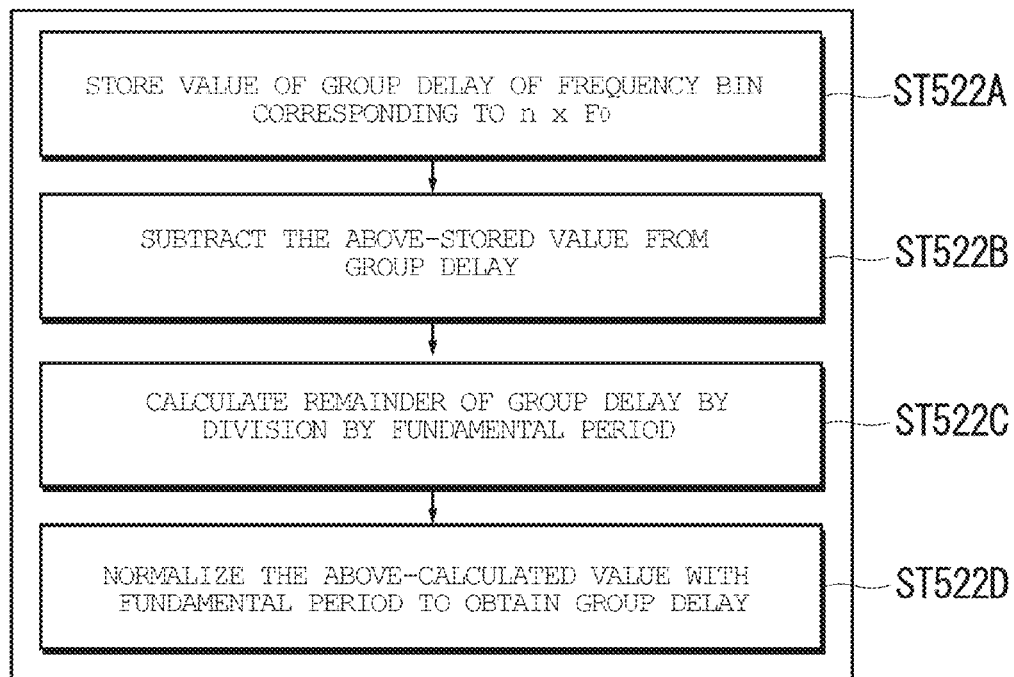 STORE VALUE OF GROUP DELAY OF FREQUENCY BIN
CORRESPONDING TO n x F0
ST522A
SUBTRACT THE ABOVE-STORED VALUE FROM
GROUP DELAY
ST522B
CALCULATE REMAINDER OF GROUP DELAY BY
DIVISION BY FUNDAMENTAL PERIOD
ST522C
NORMALIZE THE ABOVE-CALCULATED VALUE WITH
FUNDAMENTAL PERIOD TO OBTAIN GROUP DELAY
ST522D